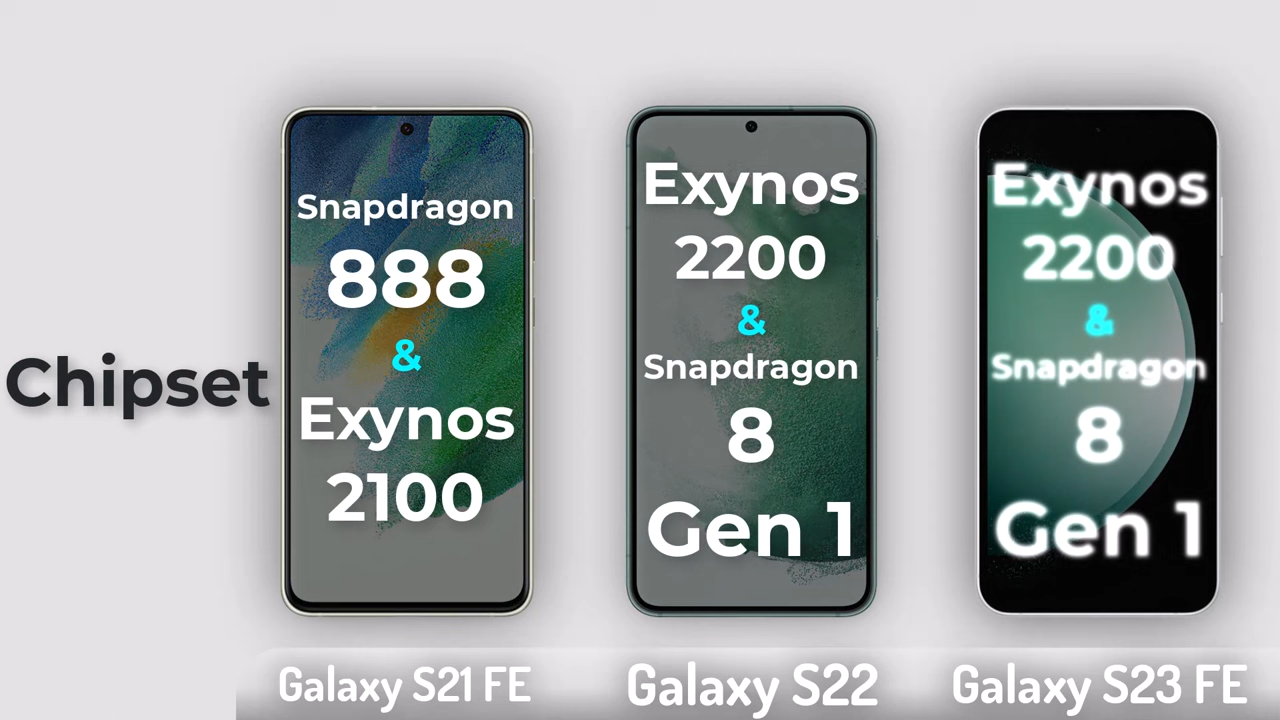 Chipset
Snapdragon
888
&
Exynos
2100
Exynos
2200
&
Snapdragon
8
Gen 1
Exynos
2200
&
Snapdragon
8
Gen 1
Galaxy S21 FE
Galaxy S22
Galaxy S23 FE